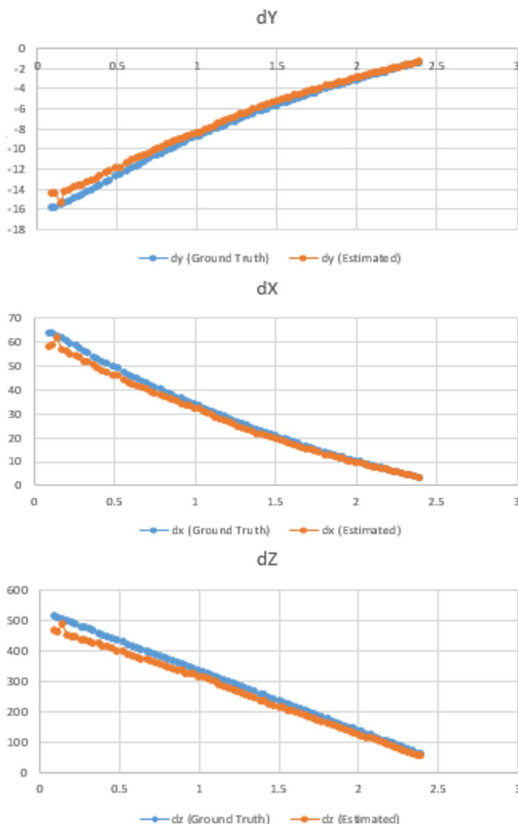 dY
0
0 0.5 1 1.5 2 2.5 3
-2
-4
-6
-8
-10
-12
-14
-16
-18
dy (Ground Truth) dy (Estimated)
dX
70
60
50
40
30
20
10
0
0 0.5 1 1.5 2 2.5 3
dx (Ground Truth) dx (Estimated)
dZ
600
500
400
300
200
100
0
0 0.5 1 1.5 2 2.5 3
dz (Ground Truth) dz (Estimated)